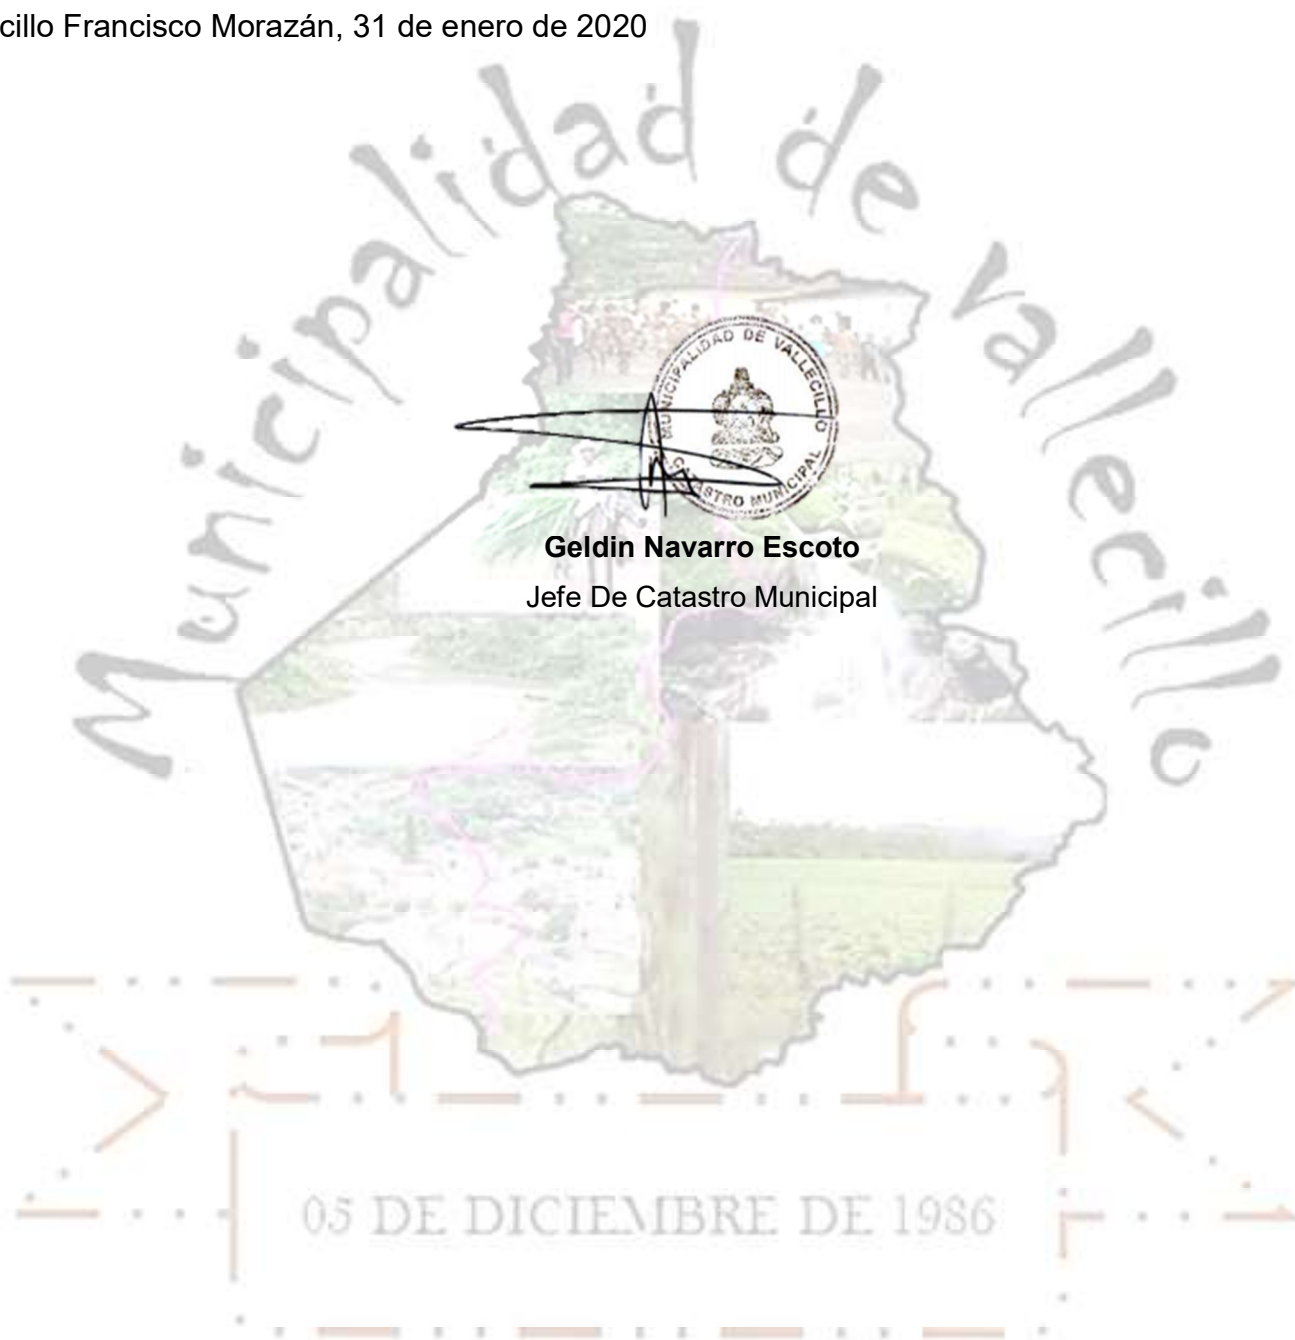 cillo Francisco Morazán, 31 de enero de 2020
Municipalidad de Vallecillo
MUNICIPALIDAD DE VALLECILLO
CATASTRO MUNICIPAL
Geldin Navarro Escoto
Jefe De Catastro Municipal
05 DE DICIEMBRE DE 1986